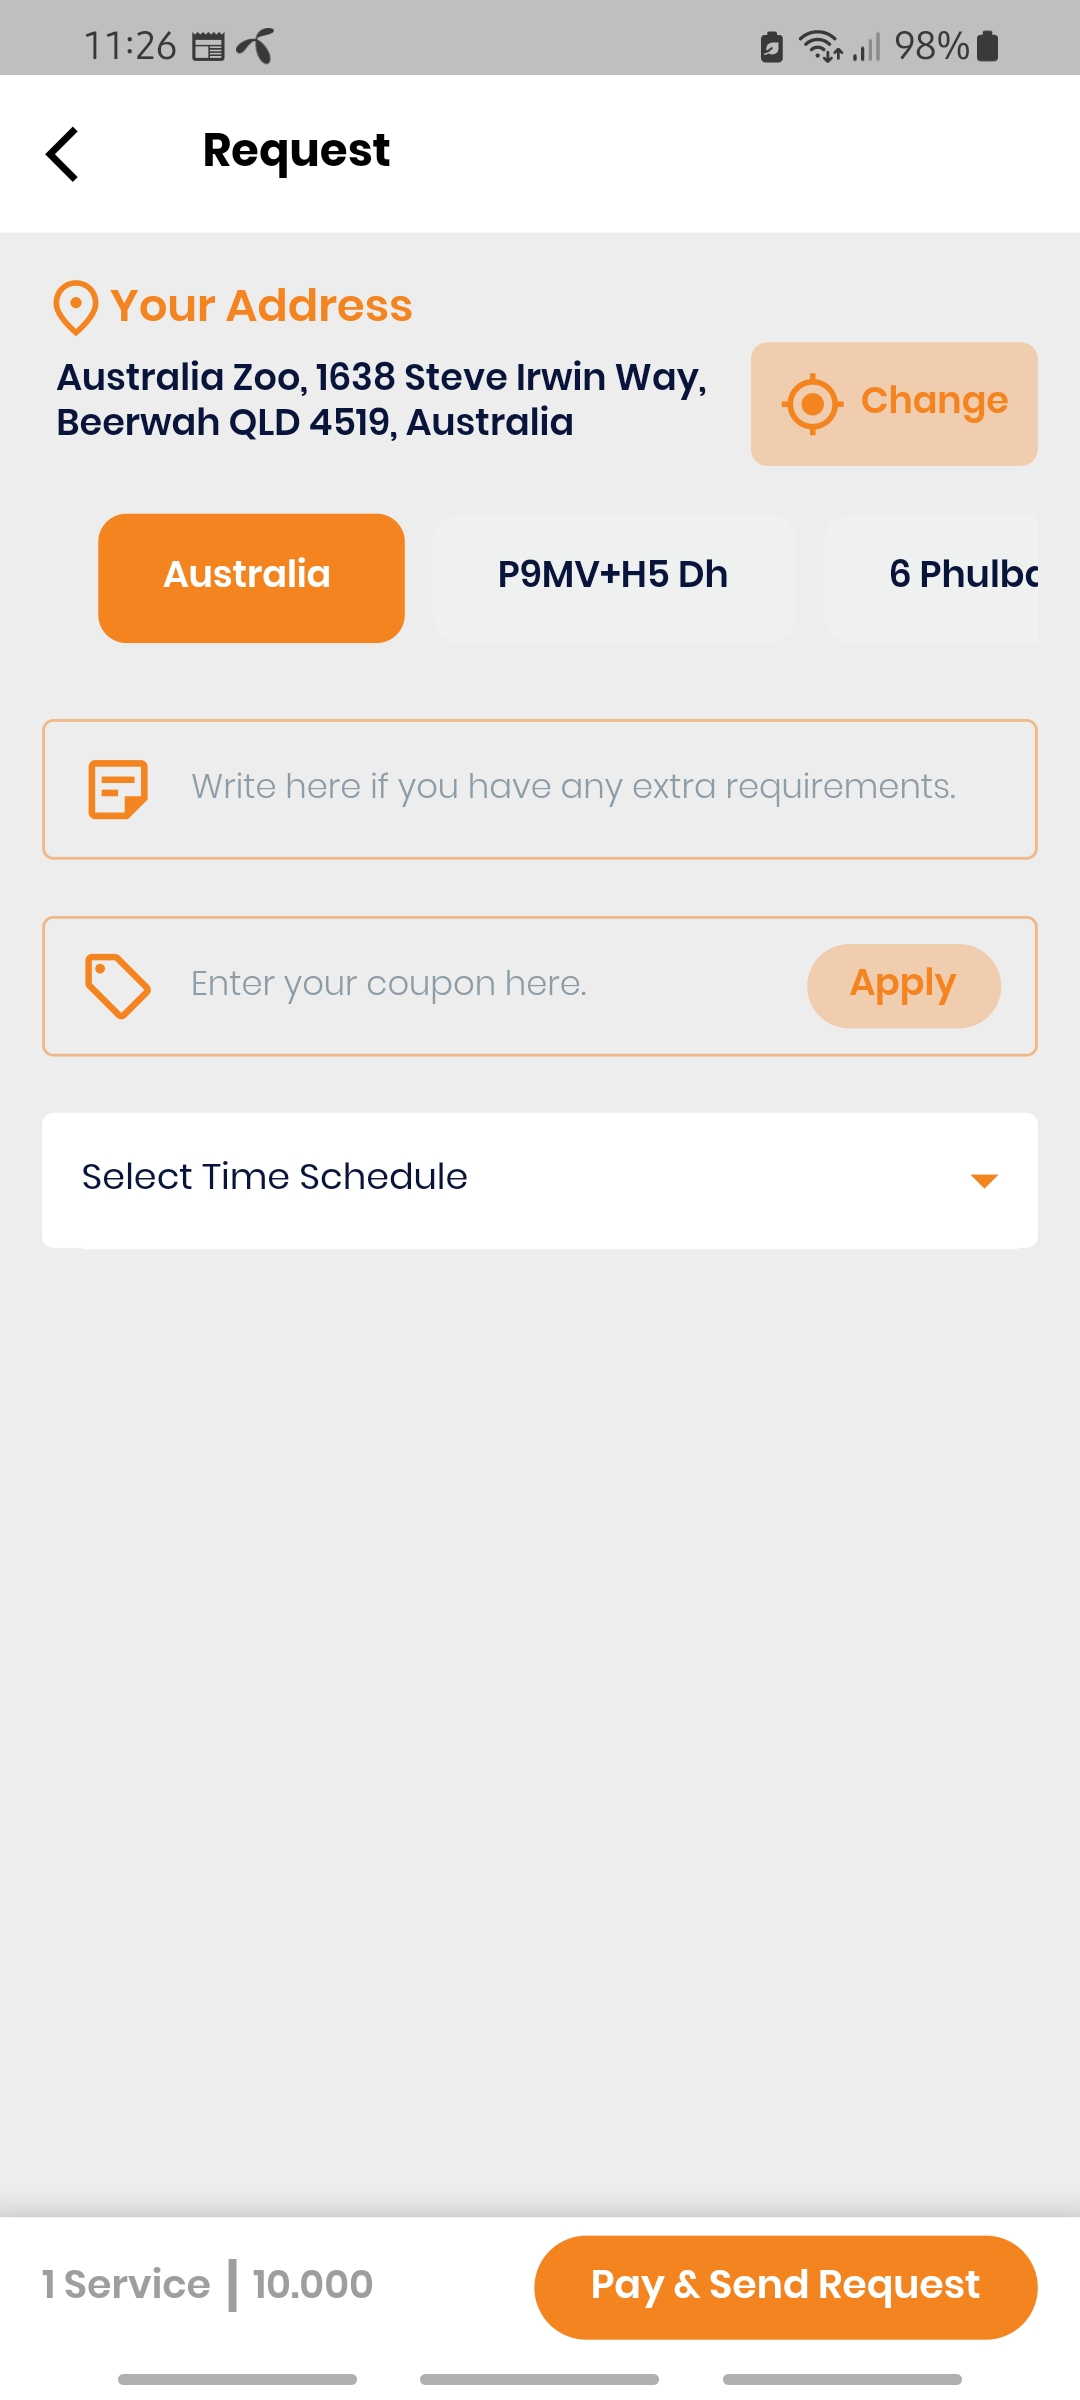 11:26
98%
Request
Your Address
Australia Zoo, 1638 Steve Irwin Way,
Beerwah QLD 4519, Australia
Change
Australia
P9MV+H5 Dh
6 Phulba
Write here if you have any extra requirements.
Enter your coupon here.
Apply
Select Time Schedule
1 Service | 10.000
Pay & Send Request